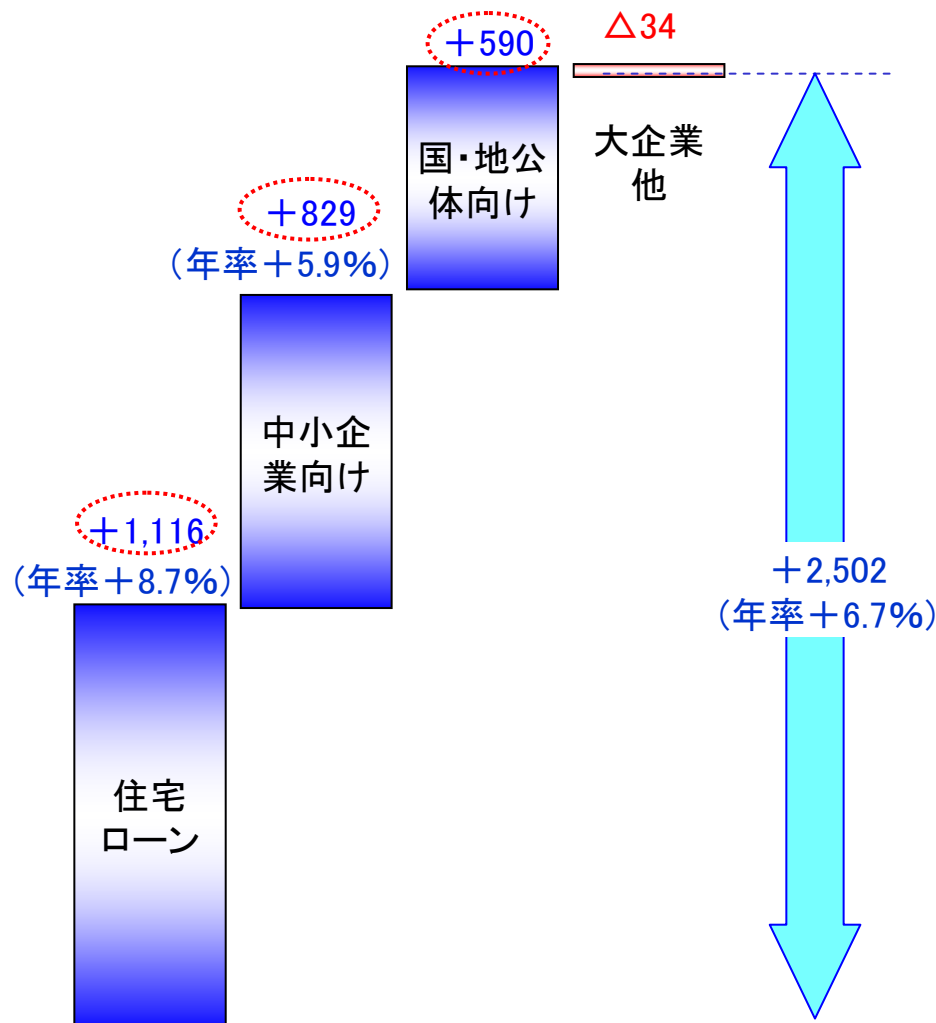 +590
△34
国・地公
体向け
大企業
他
+829
(年率+5.9%)
中小企
業向け
+1,116
(年率+8.7%)
住宅
ローン
+2,502
(年率+6.7%)